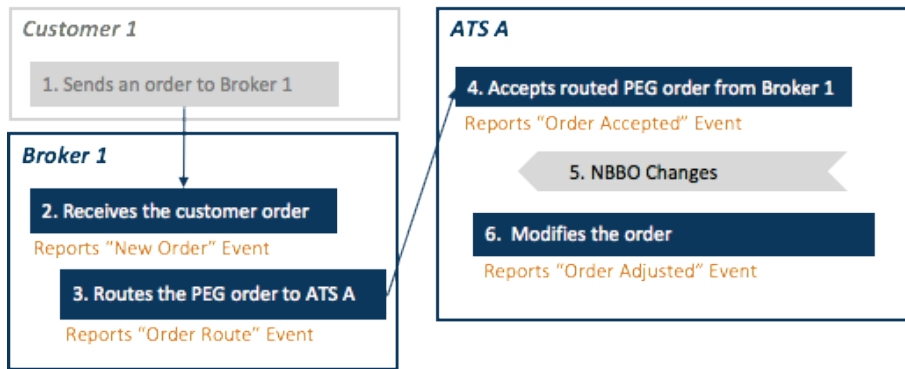 Customer 1
1. Sends an order to Broker 1
Broker 1
2. Receives the customer order
Reports "New Order" Event
3. Routes the PEG order to ATS A
Reports "Order Route" Event
ATS A
4. Accepts routed PEG order from Broker 1
Reports "Order Accepted" Event
5. NBBO Changes
6. Modifies the order
Reports "Order Adjusted" Event